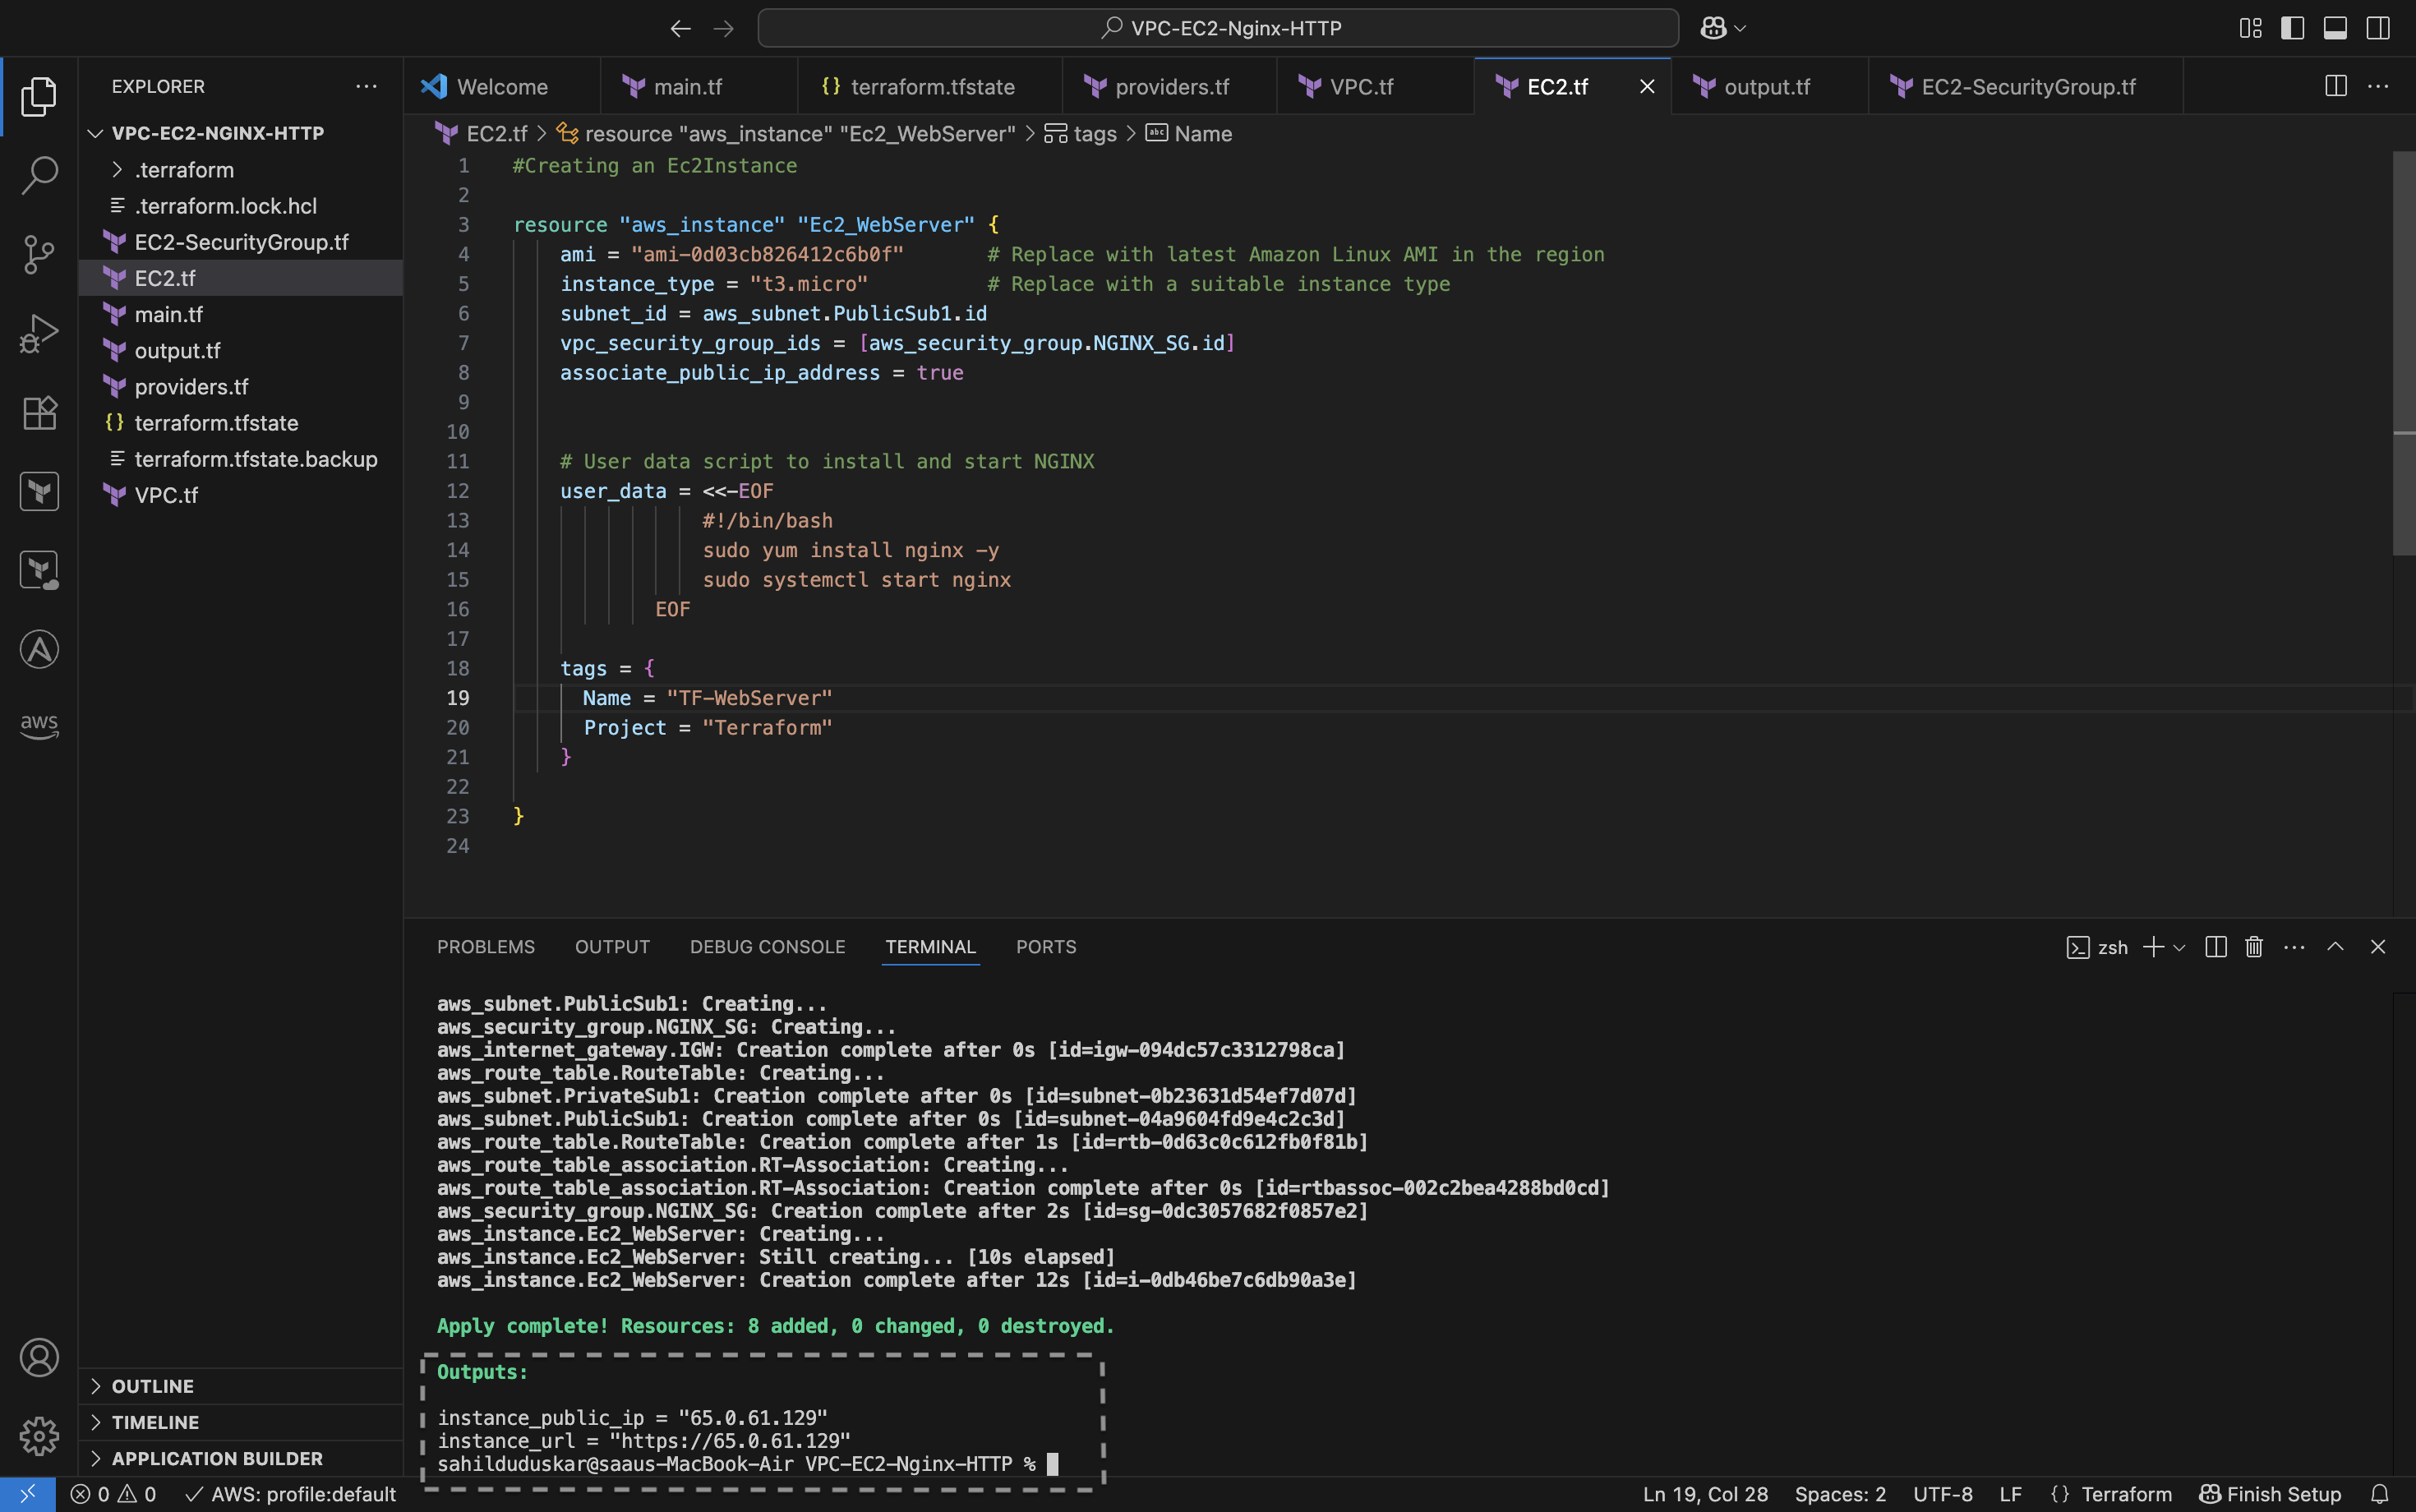 VPC-EC2-Nginx-HTTP
EXPLORER
VPC-EC2-NGINX-HTTP
.terraform
.terraform.lock.hcl
EC2-SecurityGroup.tf
EC2.tf
main.tf
output.tf
providers.tf
{} terraform.tfstate
terraform.tfstate.backup
VPC.tf
aws
OUTLINE
TIMELINE
APPLICATION BUILDER
Welcome
main.tf
{} terraform.tfstate
providers.tf
VPC.tf
EC2.tf
output.tf
EC2-SecurityGroup.tf
EC2.tf > resource "aws_instance" "Ec2_WebServer" > tags > abc Name
1 #Creating an Ec2Instance
2
3 resource "aws_instance" "Ec2_WebServer" {
4 ami = "ami-0d03cb826412c6b0f" # Replace with latest Amazon Linux AMI in the region
5 instance_type = "t3.micro" # Replace with a suitable instance type
6 subnet_id = aws_subnet.PublicSub1.id
7 vpc_security_group_ids = [aws_security_group.NGINX_SG.id]
8 associate_public_ip_address = true
9
10
11 # User data script to install and start NGINX
12 user_data = <<-EOF
13 #!/bin/bash
14 sudo yum install nginx -y
15 sudo systemctl start nginx
16 EOF
17
18 tags = {
19 Name = "TF-WebServer"
20 Project = "Terraform"
21 }
22
23 }
24
PROBLEMS OUTPUT DEBUG CONSOLE TERMINAL PORTS
zsh
aws_subnet.PublicSub1: Creating...
aws_security_group.NGINX_SG: Creating...
aws_internet_gateway.IGW: Creation complete after 0s [id=igw-094dc57c3312798ca]
aws_route_table.RouteTable: Creating...
aws_subnet.PrivateSub1: Creation complete after 0s [id=subnet-0b23631d54ef7d07d]
aws_subnet.PublicSub1: Creation complete after 0s [id=subnet-04a9604fd9e4c2c3d]
aws_route_table.RouteTable: Creation complete after 1s [id=rtb-0d63c0c612fb0f81b]
aws_route_table_association.RT-Association: Creating...
aws_route_table_association.RT-Association: Creation complete after 0s [id=rtbassoc-002c2bea4288bd0cd]
aws_security_group.NGINX_SG: Creation complete after 2s [id=sg-0dc3057682f0857e2]
aws_instance.Ec2_WebServer: Creating...
aws_instance.Ec2_WebServer: Still creating... [10s elapsed]
aws_instance.Ec2_WebServer: Creation complete after 12s [id=i-0db46be7c6db90a3e]
Apply complete! Resources: 8 added, 0 changed, 0 destroyed.
Outputs:
instance_public_ip = "65.0.61.129"
instance_url = "https://65.0.61.129"
sahilduduskar@saaus-MacBook-Air VPC-EC2-Nginx-HTTP %
0 0 AWS: profile:default Ln 19, Col 28 Spaces: 2 UTF-8 LF {} Terraform Finish Setup